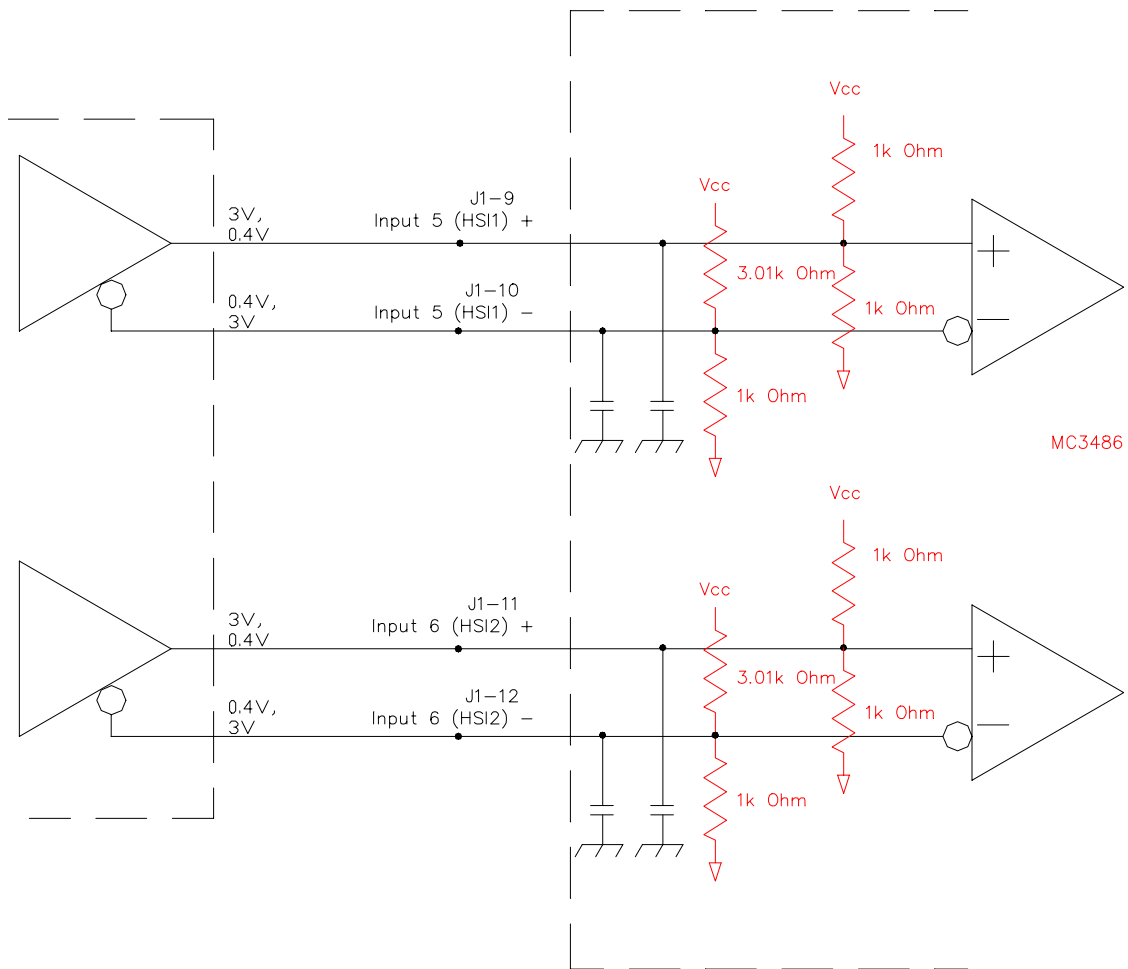 Vcc
1k Ohm
Vcc
J1-9
3V,
0.4V
Input 5 (HSI1) +
3.01k Ohm
J1-10
0.4V,
3V
Input 5 (HSI1) -
1k Ohm
1k Ohm
MC3486
Vcc
1k Ohm
Vcc
J1-11
3V,
0.4V
Input 6 (HSI2) +
3.01k Ohm
J1-12
0.4V,
3V
Input 6 (HSI2) -
1k Ohm
1k Ohm